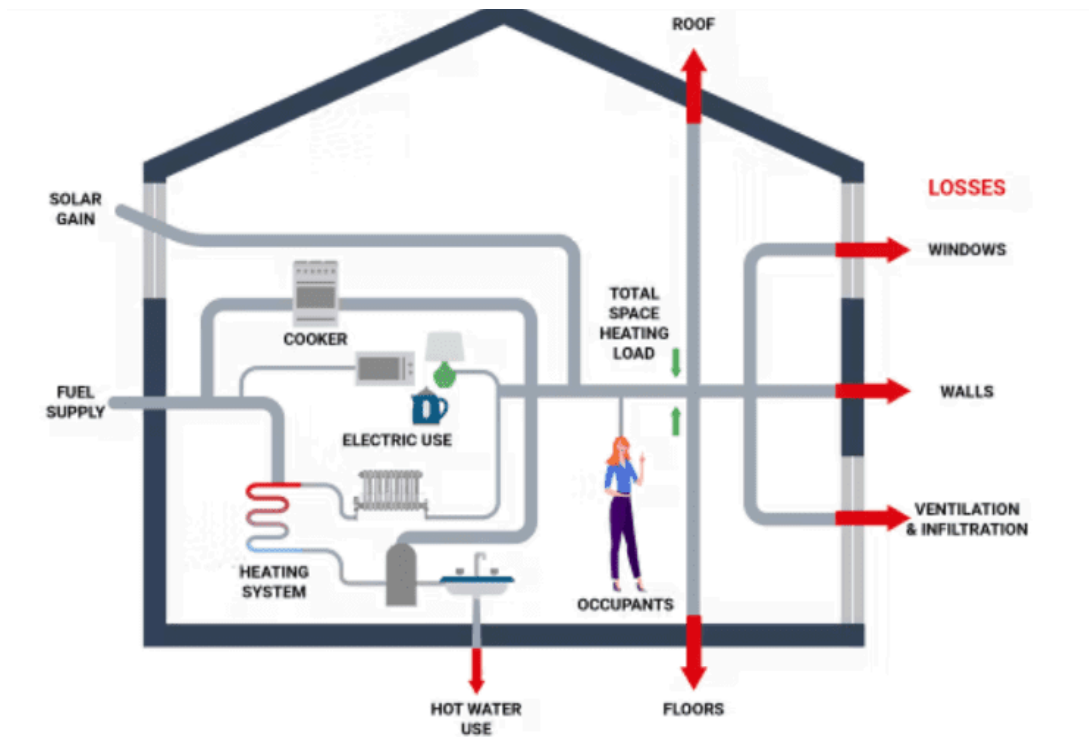 ROOF
LOSSES
SOLAR
GAIN
WINDOWS
TOTAL
SPACE
HEATING
LOAD
COOKER
FUEL
SUPPLY
WALLS
ELECTRIC USE
VENTILATION
& INFILTRATION
HEATING
SYSTEM
OCCUPANTS
HOT WATER
USE
FLOORS